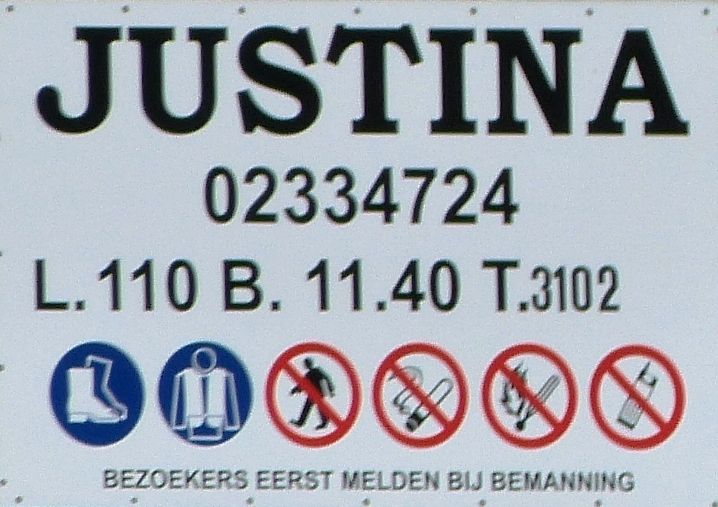 JUSTINA
02334724
L. 110 B. 11.40 T.3102
BEZOEKERS EERST MELDEN BIJ BEMANNING